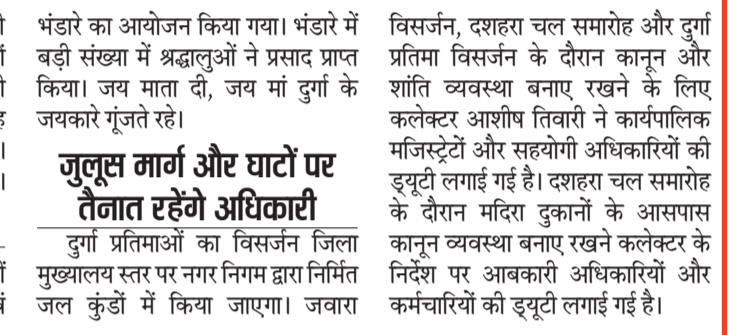 भंडारे का आयोजन किया गया। भंडारे में
बड़ी संख्या में श्रद्धालुओं ने प्रसाद प्राप्त
किया। जय माता दी, जय मां दुर्गा के
जयकारे गूंजते रहे।
जुलूस मार्ग और घाटों पर
तैनात रहेंगे अधिकारी
दुर्गा प्रतिमाओं का विसर्जन जिला
मुख्यालय स्तर पर नगर निगम द्वारा निर्मित
जल कुंडों में किया जाएगा। जवारा
विसर्जन, दशहरा चल समारोह और दुर्गा
प्रतिमा विसर्जन के दौरान कानून और
शांति व्यवस्था बनाए रखने के लिए
कलेक्टर आशीष तिवारी ने कार्यपालिक
मजिस्ट्रेटों और सहयोगी अधिकारियों की
ड्यूटी लगाई गई है। दशहरा चल समारोह
के दौरान मदिरा दुकानों के आसपास
कानून व्यवस्था बनाए रखने कलेक्टर के
निर्देश पर आबकारी अधिकारियों और
कर्मचारियों की ड्यूटी लगाई गई है।